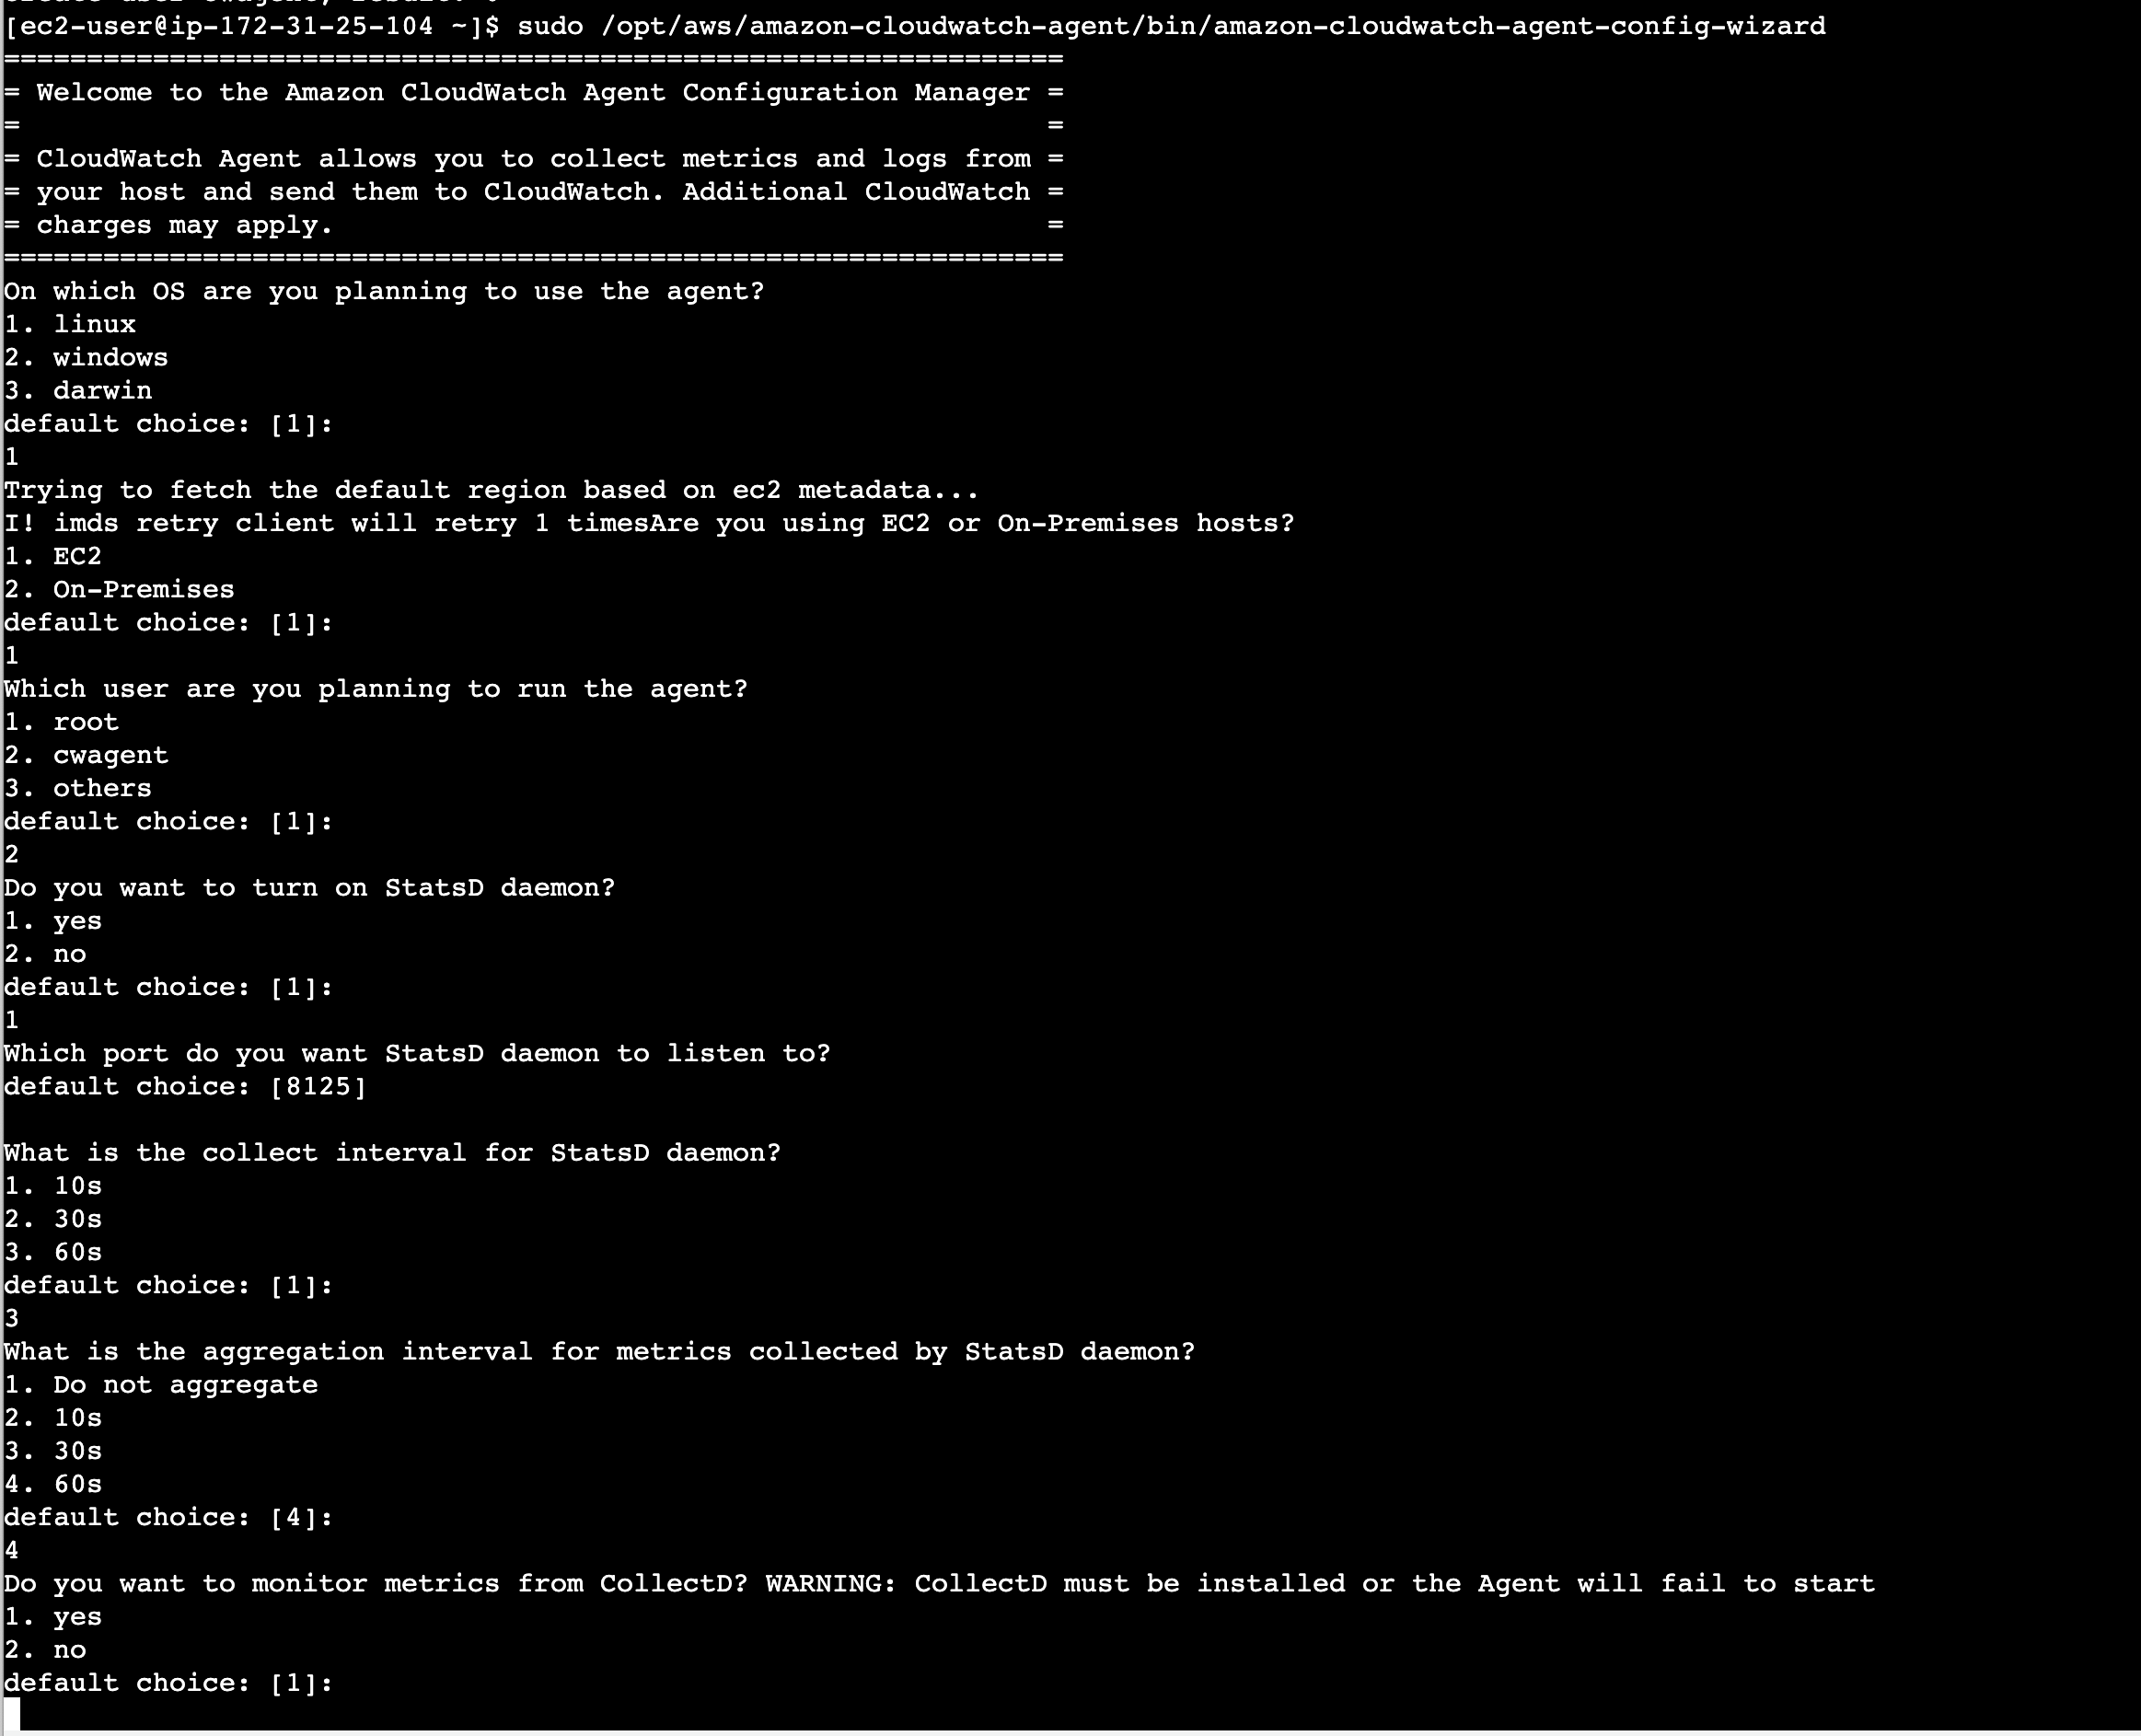 [ec2-user@ip-172-31-25-104 ~]$ sudo /opt/aws/amazon-cloudwatch-agent/bin/amazon-cloudwatch-agent-config-wizard
================================================================
= Welcome to the Amazon CloudWatch Agent Configuration Manager =
=                                                              =
= CloudWatch Agent allows you to collect metrics and logs from =
= your host and send them to CloudWatch. Additional CloudWatch =
= charges may apply.                                           =
================================================================
On which OS are you planning to use the agent?
1. linux
2. windows
3. darwin
default choice: [1]:
1
Trying to fetch the default region based on ec2 metadata...
I! imds retry client will retry 1 timesAre you using EC2 or On-Premises hosts?
1. EC2
2. On-Premises
default choice: [1]:
1
Which user are you planning to run the agent?
1. root
2. cwagent
3. others
default choice: [1]:
2
Do you want to turn on StatsD daemon?
1. yes
2. no
default choice: [1]:
1
Which port do you want StatsD daemon to listen to?
default choice: [8125]

What is the collect interval for StatsD daemon?
1. 10s
2. 30s
3. 60s
default choice: [1]:
3
What is the aggregation interval for metrics collected by StatsD daemon?
1. Do not aggregate
2. 10s
3. 30s
4. 60s
default choice: [4]:
4
Do you want to monitor metrics from CollectD? WARNING: CollectD must be installed or the Agent will fail to start
1. yes
2. no
default choice: [1]: